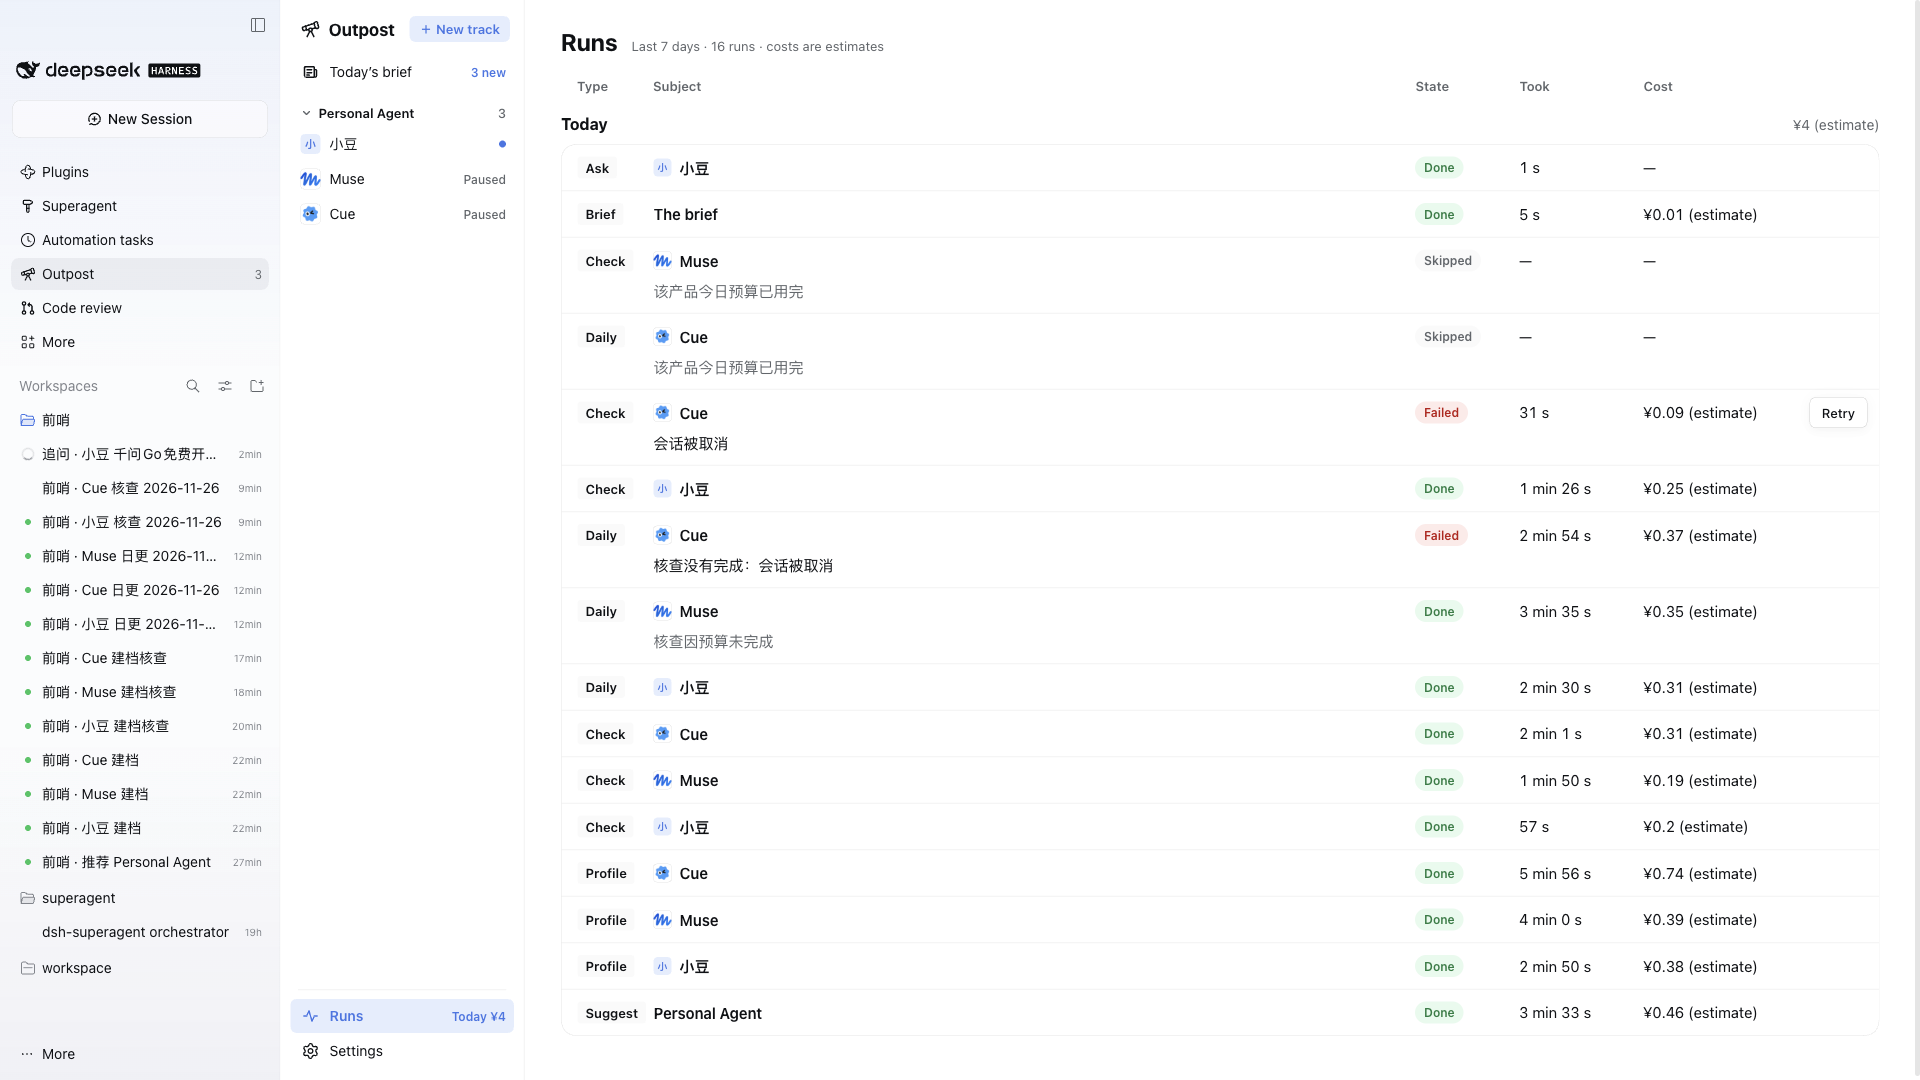 deepseek HARNESS
New Session
Plugins
Superagent
Automation tasks
Outpost 3
Code review
More
Workspaces
前哨
追问 · 小豆 千问Go免费开... 2min
前哨 · Cue 核查 2026-11-26 9min
前哨 · 小豆 核查 2026-11-26 9min
前哨 · Muse 日更 2026-11... 12min
前哨 · Cue 日更 2026-11-26 12min
前哨 · 小豆 日更 2026-11-... 12min
前哨 · Cue 建档核查 17min
前哨 · Muse 建档核查 18min
前哨 · 小豆 建档核查 20min
前哨 · Cue 建档 22min
前哨 · Muse 建档 22min
前哨 · 小豆 建档 22min
前哨 · 推荐 Personal Agent 27min
superagent
dsh-superagent orchestrator 19h
workspace
··· More
Outpost + New track
Today's brief 3 new
Personal Agent 3
小 小豆
Muse Paused
Cue Paused
Runs Today ¥4
Settings
Runs Last 7 days · 16 runs · costs are estimates
Type Subject State Took Cost
Today ¥4 (estimate)
Ask 小 小豆 Done 1 s —
Brief The brief Done 5 s ¥0.01 (estimate)
Check Muse Skipped — —
该产品今日预算已用完
Daily Cue Skipped — —
该产品今日预算已用完
Check Cue Failed 31 s ¥0.09 (estimate) Retry
会话被取消
Check 小 小豆 Done 1 min 26 s ¥0.25 (estimate)
Daily Cue Failed 2 min 54 s ¥0.37 (estimate)
核查没有完成：会话被取消
Daily Muse Done 3 min 35 s ¥0.35 (estimate)
核查因预算未完成
Daily 小 小豆 Done 2 min 30 s ¥0.31 (estimate)
Check Cue Done 2 min 1 s ¥0.31 (estimate)
Check Muse Done 1 min 50 s ¥0.19 (estimate)
Check 小 小豆 Done 57 s ¥0.2 (estimate)
Profile Cue Done 5 min 56 s ¥0.74 (estimate)
Profile Muse Done 4 min 0 s ¥0.39 (estimate)
Profile 小 小豆 Done 2 min 50 s ¥0.38 (estimate)
Suggest Personal Agent Done 3 min 33 s ¥0.46 (estimate)